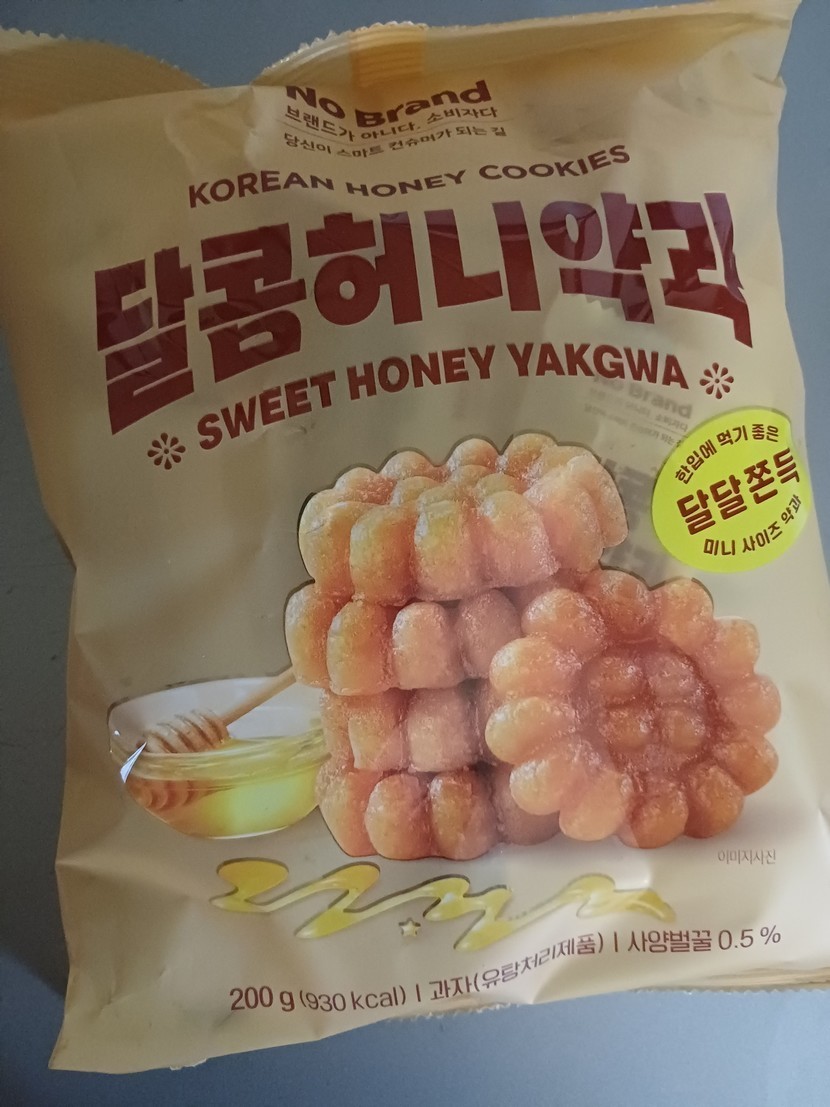 No Brand
브랜드가 아니다. 소비자다
당신이 스마트 컨슈머가 되는 길
KOREAN HONEY COOKIES
달콤허니약과
SWEET HONEY YAKGWA
한입에 먹기 좋은
달달쫀득
미니 사이즈 약과
이미지사진
200 g (930 kcal) | 과자(유탕처리제품) | 사양벌꿀 0.5 %